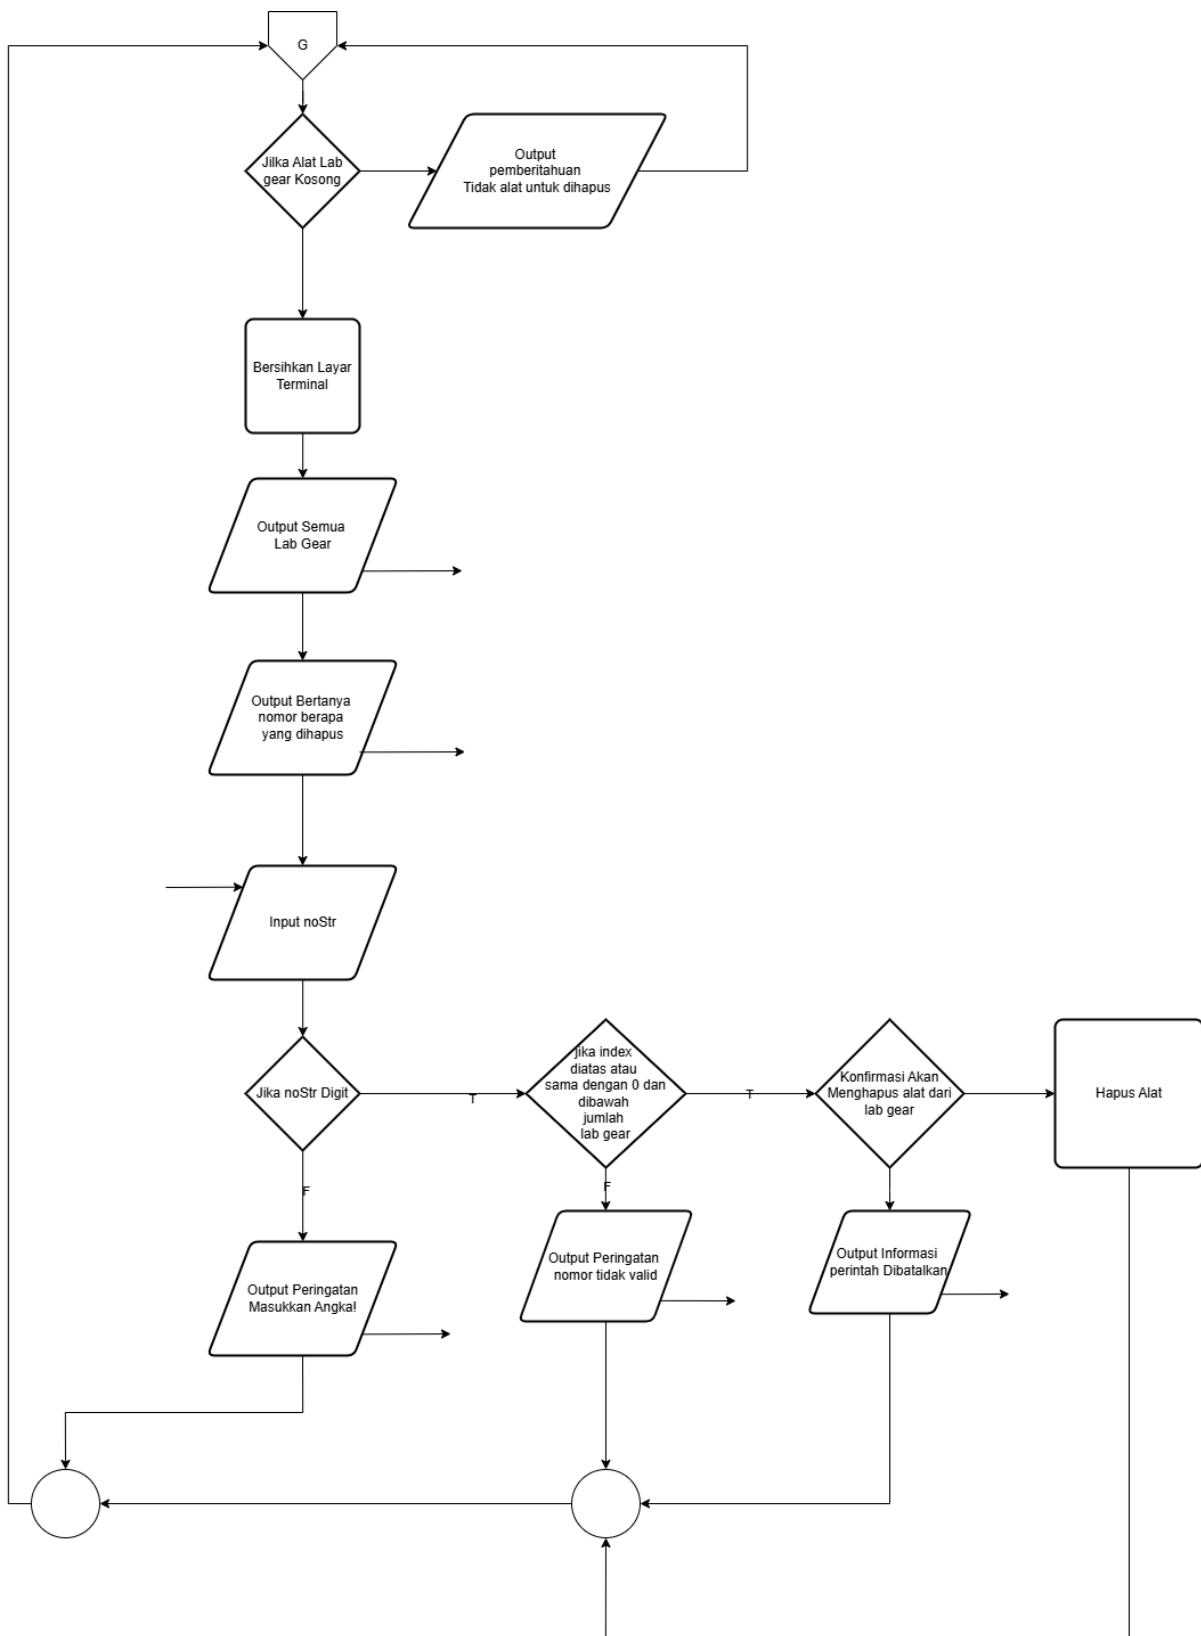 G
Jilka Alat Lab
gear Kosong
Output
pemberitahuan
Tidak alat untuk dihapus
Bersihkan Layar
Terminal
Output Semua
Lab Gear
Output Bertanya
nomor berapa
yang dihapus
Input noStr
Jika noStr Digit
T
jika index
diatas atau
sama dengan 0 dan
dibawah
jumlah
lab gear
T
Konfirmasi Akan
Menghapus alat dari
lab gear
Hapus Alat
F
F
Output Peringatan
Masukkan Angka!
Output Peringatan
nomor tidak valid
Output Informasi
perintah Dibatalkan